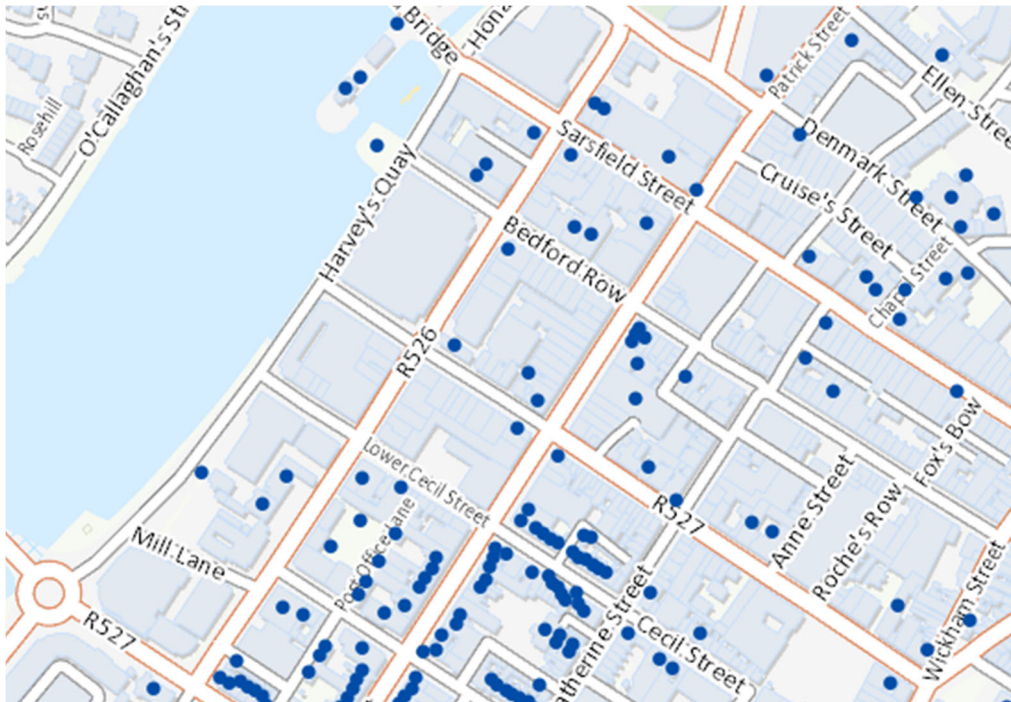 Bridge
Patrick Street
O'Callaghan's St
Rosehill
Ellen Stree
Sarsfield Street
Denmark Street
Harvey's Quay
Cruise's Street
Bedford Row
Chapel Street
R526
Lower Cecil Street
Fox's Bow
Anne Street
Roche's Row
R527
Mill Lane
Post Office Lane
Wickham Street
R527
Cecil Street
atherine Street